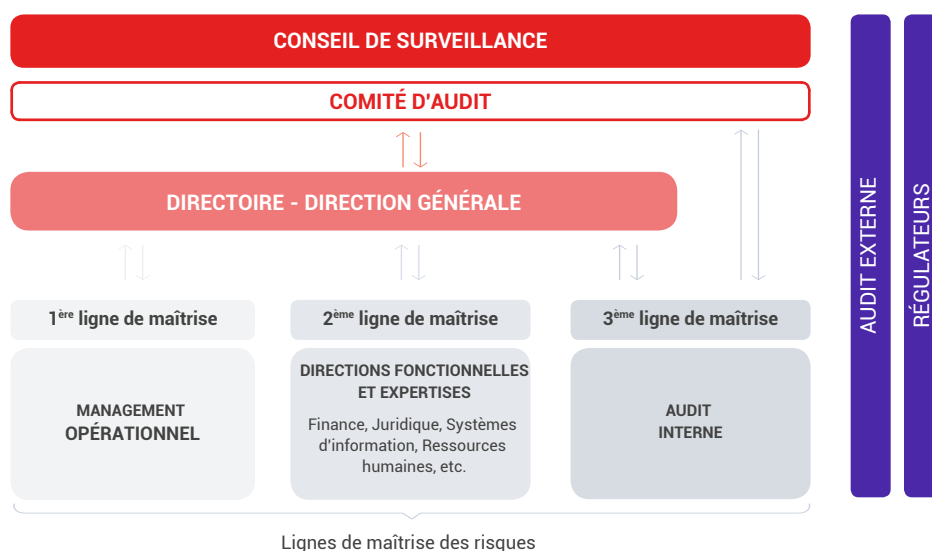 CONSEIL DE SURVEILLANCE
COMITÉ D'AUDIT
DIRECTOIRE - DIRECTION GÉNÉRALE
1ère ligne de maîtrise
MANAGEMENT
OPÉRATIONNEL
2ème ligne de maîtrise
DIRECTIONS FONCTIONNELLES
ET EXPERTISES
Finance, Juridique, Systèmes
d'information, Ressources
humaines, etc.
3ème ligne de maîtrise
AUDIT
INTERNE
Lignes de maîtrise des risques
AUDIT EXTERNE
RÉGULATEURS